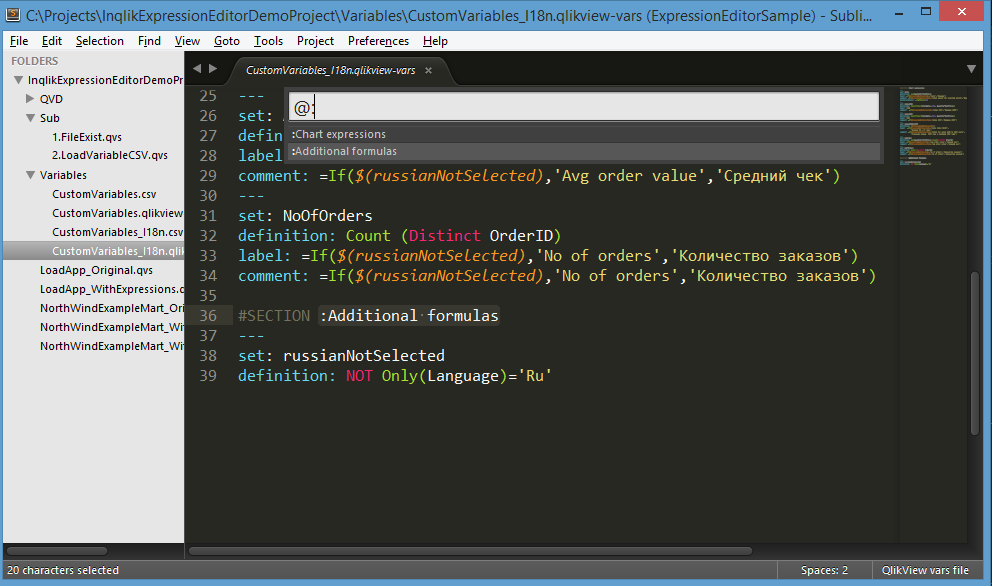 C:\Projects\InqlikExpressionEditorDemoProject\Variables\CustomVariables_I18n.qlikview-vars (ExpressionEditorSample) - Subli...
File Edit Selection Find View Goto Tools Project Preferences Help
FOLDERS
InqlikExpressionEditorDemoPr
QVD
Sub
1.FileExist.qvs
2.LoadVariableCSV.qvs
Variables
CustomVariables.csv
CustomVariables.qlikview
CustomVariables_I18n.csv
CustomVariables_I18n.qlik
LoadApp_Original.qvs
LoadApp_WithExpressions.q
NorthWindExampleMart_Ori
NorthWindExampleMart_Wi
NorthWindExampleMart_Wi
CustomVariables_I18n.qlikview-vars ×
@:
:Chart expressions
:Additional formulas
25 ---
26 set:
27 defin
28 label
29 comment: =If($(russianNotSelected),'Avg order value','Средний чек')
30 ---
31 set: NoOfOrders
32 definition: Count (Distinct OrderID)
33 label: =If($(russianNotSelected),'No of orders','Количество заказов')
34 comment: =If($(russianNotSelected),'No of orders','Количество заказов')
35
36 #SECTION :Additional·formulas
37 ---
38 set: russianNotSelected
39 definition: NOT Only(Language)='Ru'
20 characters selected
Spaces: 2
QlikView vars file